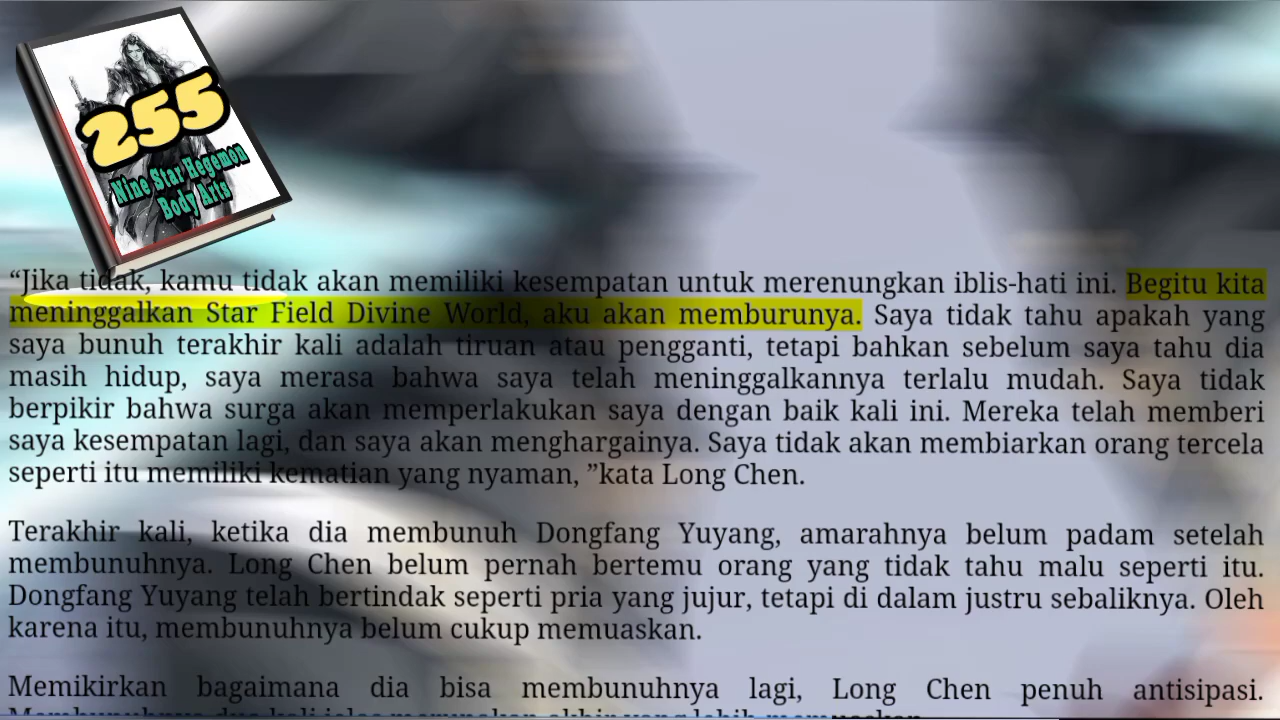 255
Nine Star Hegemon
Body Arts
“Jika tidak, kamu tidak akan memiliki kesempatan untuk merenungkan iblis-hati ini. Begitu kita
meninggalkan Star Field Divine World, aku akan memburunya. Saya tidak tahu apakah yang
saya bunuh terakhir kali adalah tiruan atau pengganti, tetapi bahkan sebelum saya tahu dia
masih hidup, saya merasa bahwa saya telah meninggalkannya terlalu mudah. Saya tidak
berpikir bahwa surga akan memperlakukan saya dengan baik kali ini. Mereka telah memberi
saya kesempatan lagi, dan saya akan menghargainya. Saya tidak akan membiarkan orang tercela
seperti itu memiliki kematian yang nyaman, ”kata Long Chen.
Terakhir kali, ketika dia membunuh Dongfang Yuyang, amarahnya belum padam setelah
membunuhnya. Long Chen belum pernah bertemu orang yang tidak tahu malu seperti itu.
Dongfang Yuyang telah bertindak seperti pria yang jujur, tetapi di dalam justru sebaliknya. Oleh
karena itu, membunuhnya belum cukup memuaskan.
Memikirkan bagaimana dia bisa membunuhnya lagi, Long Chen penuh antisipasi.